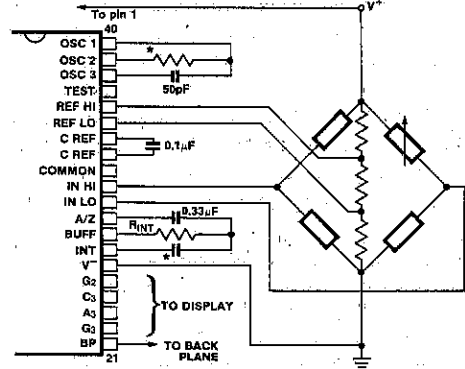 To pin 1
V+
40
OSC 1
OSC 2
*
OSC 3
50pF
TEST
REF HI
REF LO
C REF
0.1µF
C REF
COMMON
IN HI
IN LO
A/Z
0.33µF
BUFF
RINT
INT
*
V–
G2
C3
TO DISPLAY
A3
G3
BP
TO BACK
PLANE
21